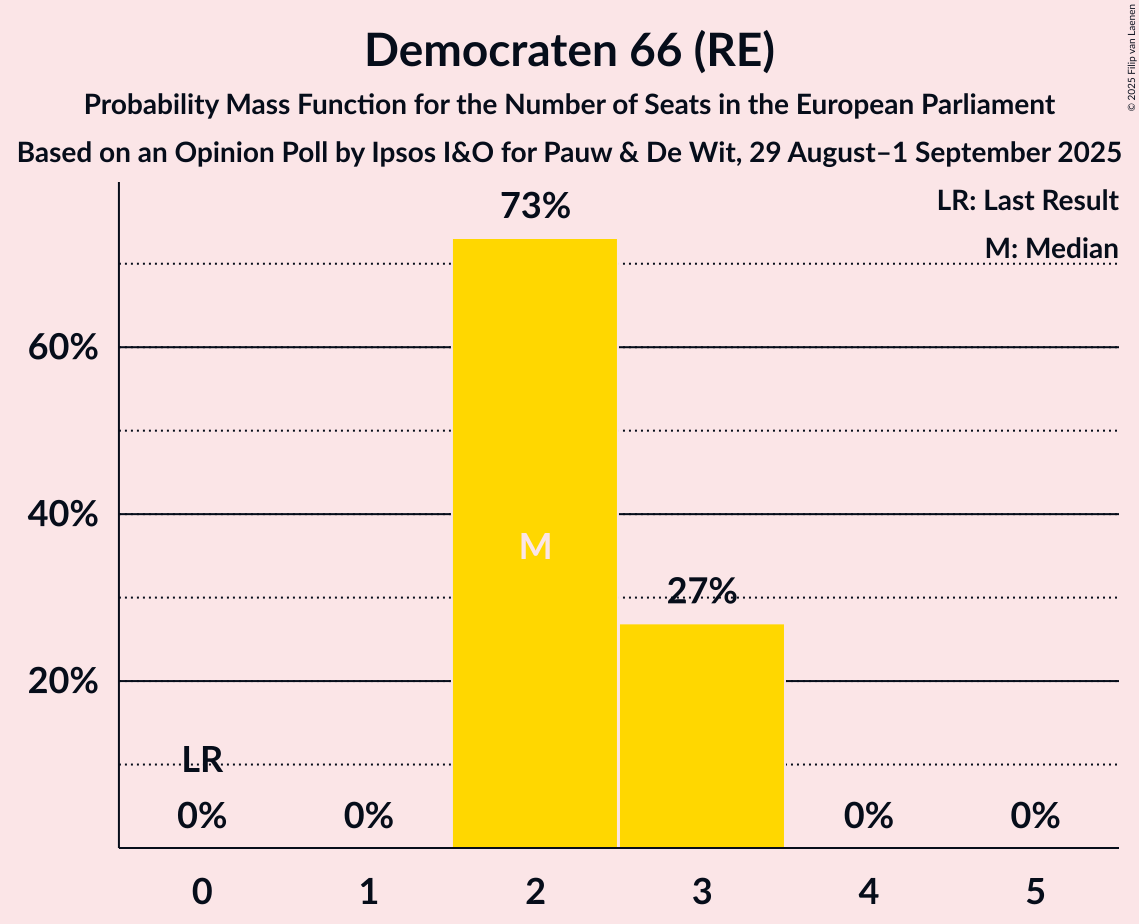 Democraten 66 (RE)
Probability Mass Function for the Number of Seats in the European Parliament
Based on an Opinion Poll by Ipsos I&O for Pauw & De Wit, 29 August–1 September 2025
© 2025 Filip van Laenen
LR: Last Result
M: Median
73%
60%
40%
M
27%
20%
LR
0%
0%
0%
0%
0
1
2
3
4
5